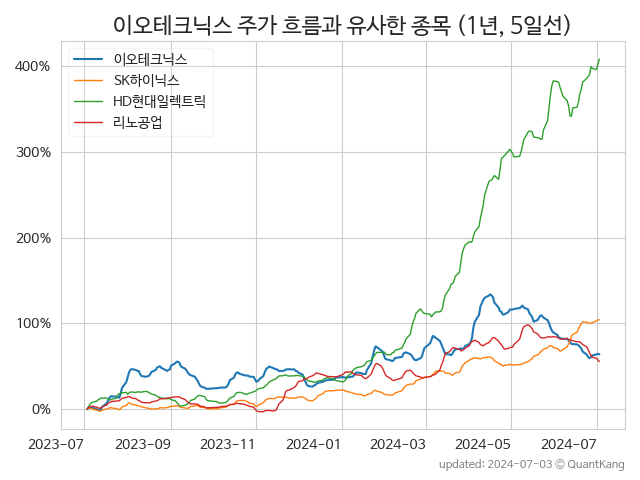 이오테크닉스 주가 흐름과 유사한 종목 (1년, 5일선)
이오테크닉스
SK하이닉스
HD현대일렉트릭
리노공업
400%
300%
200%
100%
0%
2023-07 2023-09 2023-11 2024-01 2024-03 2024-05 2024-07
updated: 2024-07-03 © QuantKang